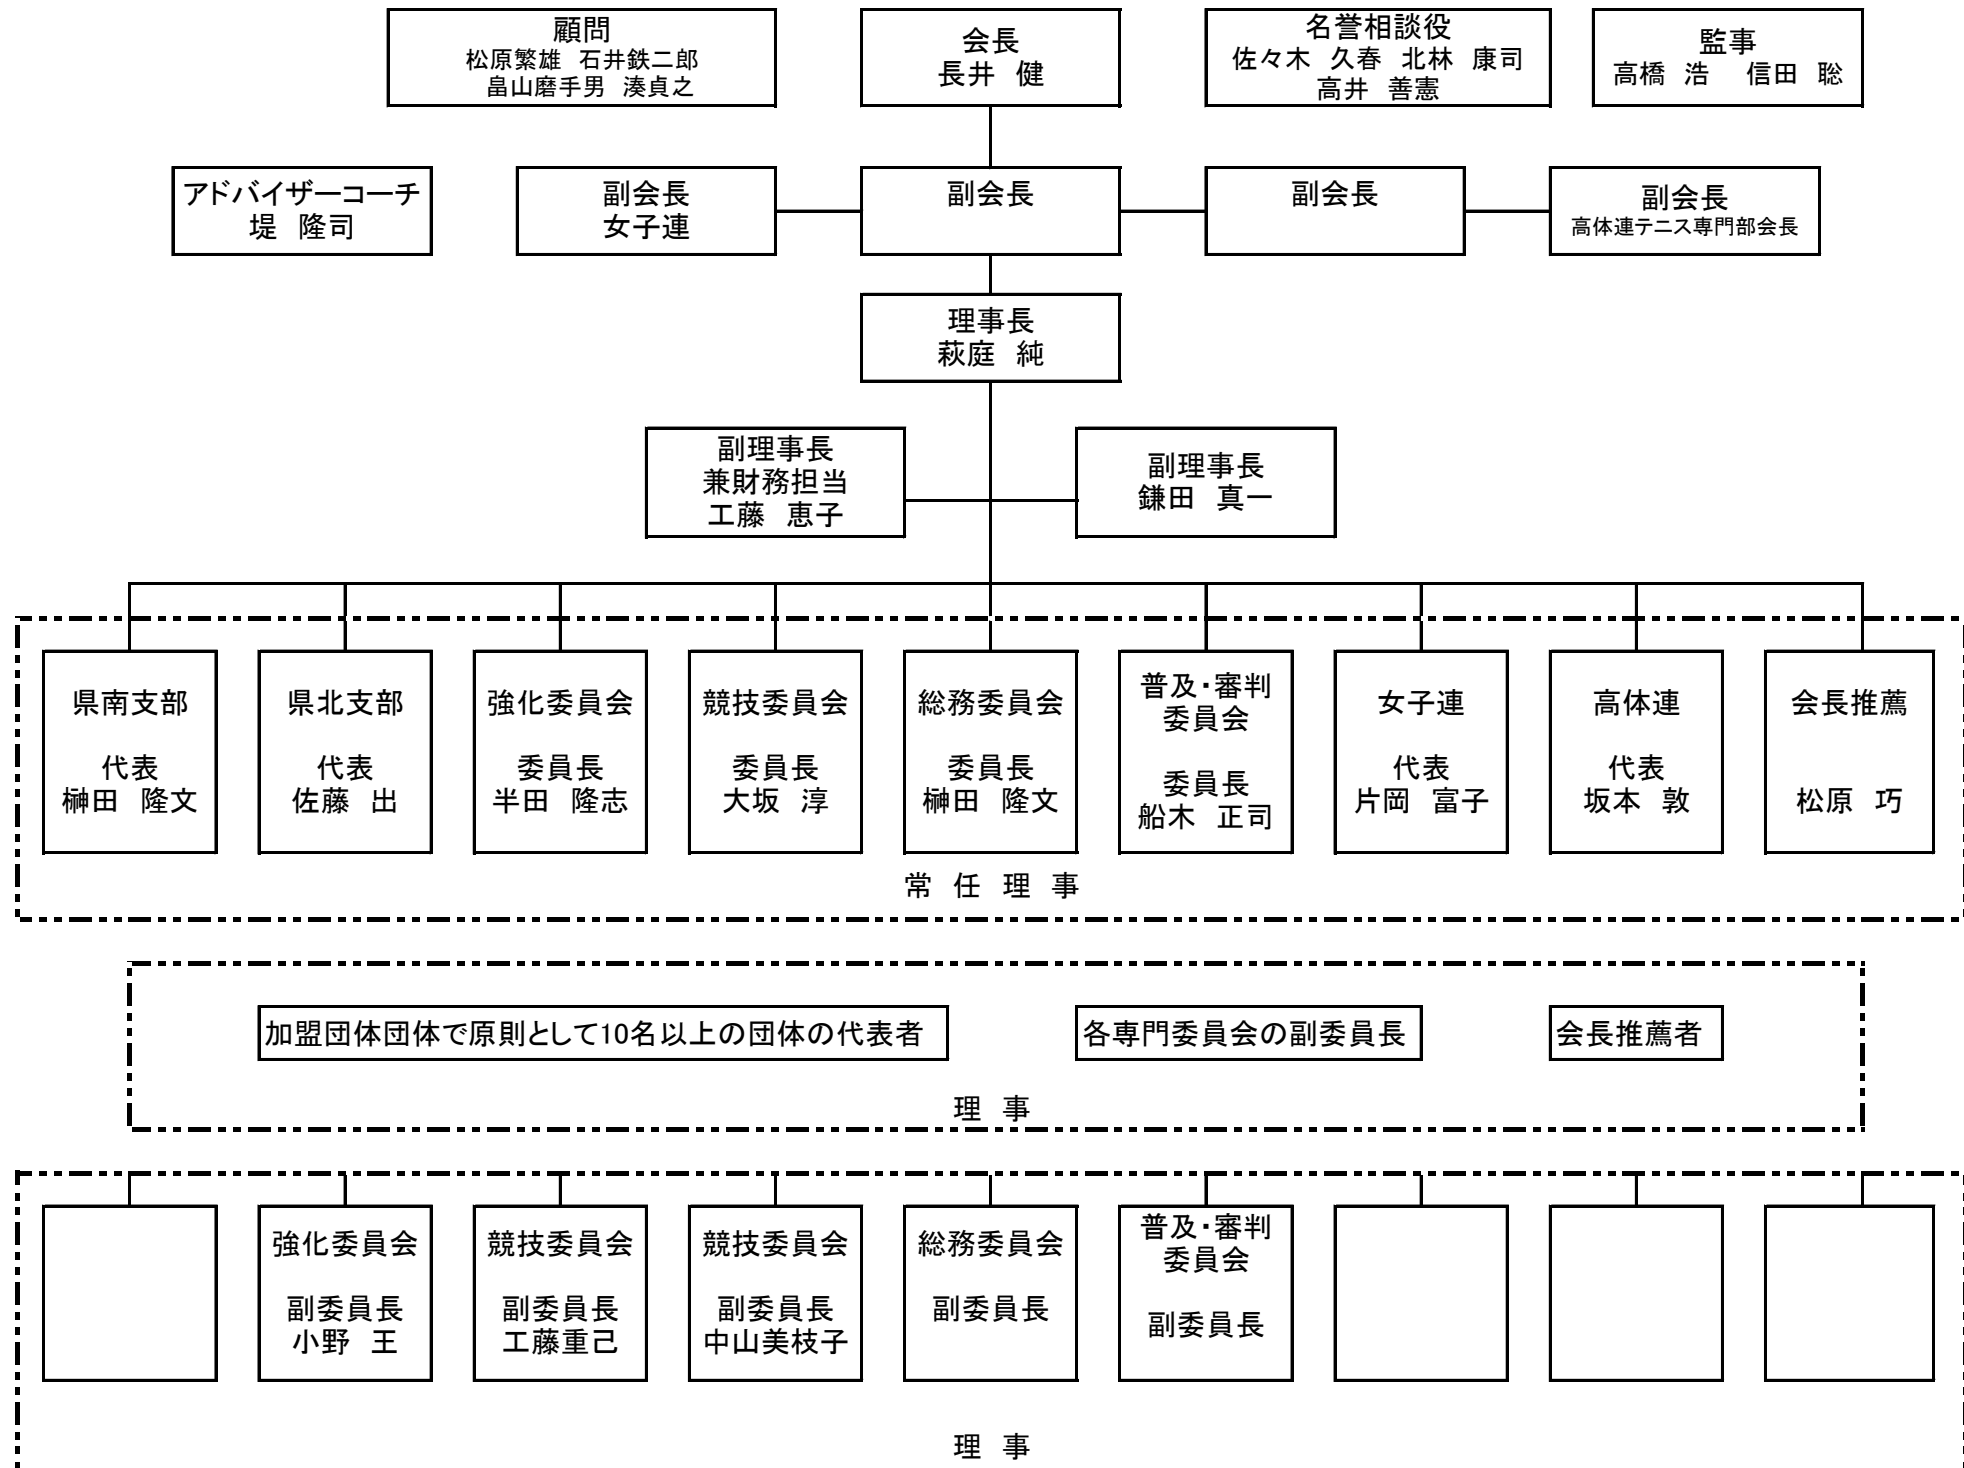 顧問
松原繁雄 石井鉄二郎
畠山磨手男 湊貞之
会長
長井 健
名誉相談役
佐々木 久春 北林 康司
高井 善憲
監事
高橋 浩 信田 聡
アドバイザーコーチ
堤 隆司
副会長
女子連
副会長
副会長
副会長
高体連テニス専門部会長
理事長
萩庭 純
副理事長
兼財務担当
工藤 恵子
副理事長
鎌田 真一
県南支部
代表
榊田 隆文
県北支部
代表
佐藤 出
強化委員会
委員長
半田 隆志
競技委員会
委員長
大坂 淳
総務委員会
委員長
榊田 隆文
普及・審判
委員会
委員長
船木 正司
女子連
代表
片岡 富子
高体連
代表
坂本 敦
会長推薦
松原 巧
常 任 理 事
加盟団体団体で原則として10名以上の団体の代表者
各専門委員会の副委員長
会長推薦者
理 事
強化委員会
副委員長
小野 王
競技委員会
副委員長
工藤重己
競技委員会
副委員長
中山美枝子
総務委員会
副委員長
普及・審判
委員会
副委員長
理 事